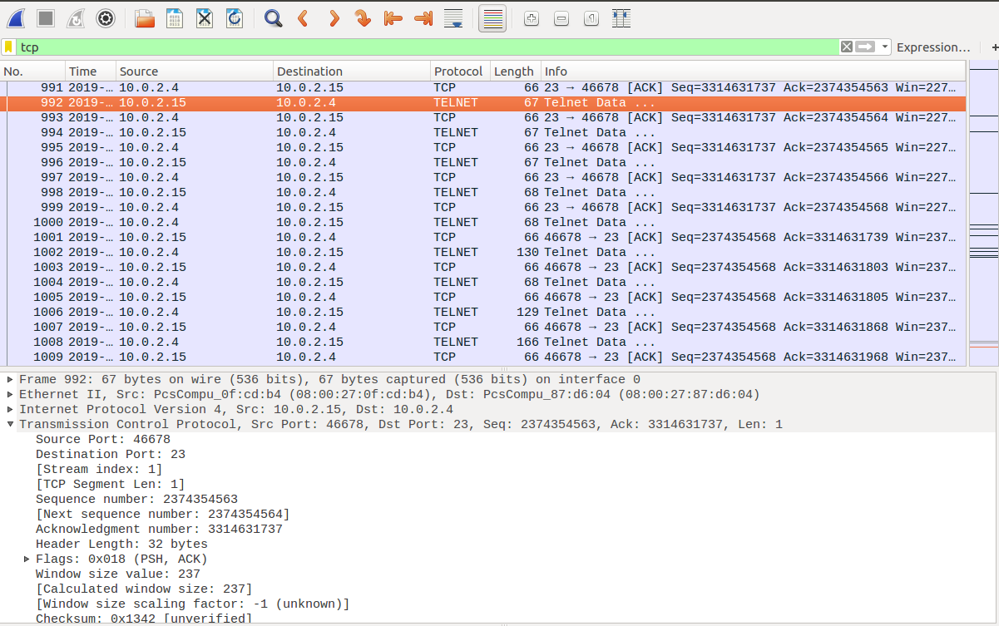 tcp Expression… +
No. Time Source Destination Protocol Length Info
991 2019-… 10.0.2.4 10.0.2.15 TCP 66 23 → 46678 [ACK] Seq=3314631737 Ack=2374354563 Win=227…
992 2019-… 10.0.2.15 10.0.2.4 TELNET 67 Telnet Data ...
993 2019-… 10.0.2.4 10.0.2.15 TCP 66 23 → 46678 [ACK] Seq=3314631737 Ack=2374354564 Win=227…
994 2019-… 10.0.2.15 10.0.2.4 TELNET 67 Telnet Data ...
995 2019-… 10.0.2.4 10.0.2.15 TCP 66 23 → 46678 [ACK] Seq=3314631737 Ack=2374354565 Win=227…
996 2019-… 10.0.2.15 10.0.2.4 TELNET 67 Telnet Data ...
997 2019-… 10.0.2.4 10.0.2.15 TCP 66 23 → 46678 [ACK] Seq=3314631737 Ack=2374354566 Win=227…
998 2019-… 10.0.2.15 10.0.2.4 TELNET 68 Telnet Data ...
999 2019-… 10.0.2.4 10.0.2.15 TCP 66 23 → 46678 [ACK] Seq=3314631737 Ack=2374354568 Win=227…
1000 2019-… 10.0.2.4 10.0.2.15 TELNET 68 Telnet Data ...
1001 2019-… 10.0.2.15 10.0.2.4 TCP 66 46678 → 23 [ACK] Seq=2374354568 Ack=3314631739 Win=237…
1002 2019-… 10.0.2.4 10.0.2.15 TELNET 130 Telnet Data ...
1003 2019-… 10.0.2.15 10.0.2.4 TCP 66 46678 → 23 [ACK] Seq=2374354568 Ack=3314631803 Win=237…
1004 2019-… 10.0.2.4 10.0.2.15 TELNET 68 Telnet Data ...
1005 2019-… 10.0.2.15 10.0.2.4 TCP 66 46678 → 23 [ACK] Seq=2374354568 Ack=3314631805 Win=237…
1006 2019-… 10.0.2.4 10.0.2.15 TELNET 129 Telnet Data ...
1007 2019-… 10.0.2.15 10.0.2.4 TCP 66 46678 → 23 [ACK] Seq=2374354568 Ack=3314631868 Win=237…
1008 2019-… 10.0.2.4 10.0.2.15 TELNET 166 Telnet Data ...
1009 2019-… 10.0.2.15 10.0.2.4 TCP 66 46678 → 23 [ACK] Seq=2374354568 Ack=3314631968 Win=237…
Frame 992: 67 bytes on wire (536 bits), 67 bytes captured (536 bits) on interface 0
Ethernet II, Src: PcsCompu_0f:cd:b4 (08:00:27:0f:cd:b4), Dst: PcsCompu_87:d6:04 (08:00:27:87:d6:04)
Internet Protocol Version 4, Src: 10.0.2.15, Dst: 10.0.2.4
Transmission Control Protocol, Src Port: 46678, Dst Port: 23, Seq: 2374354563, Ack: 3314631737, Len: 1
Source Port: 46678
Destination Port: 23
[Stream index: 1]
[TCP Segment Len: 1]
Sequence number: 2374354563
[Next sequence number: 2374354564]
Acknowledgment number: 3314631737
Header Length: 32 bytes
Flags: 0x018 (PSH, ACK)
Window size value: 237
[Calculated window size: 237]
[Window size scaling factor: -1 (unknown)]
Checksum: 0x1342 [unverified]